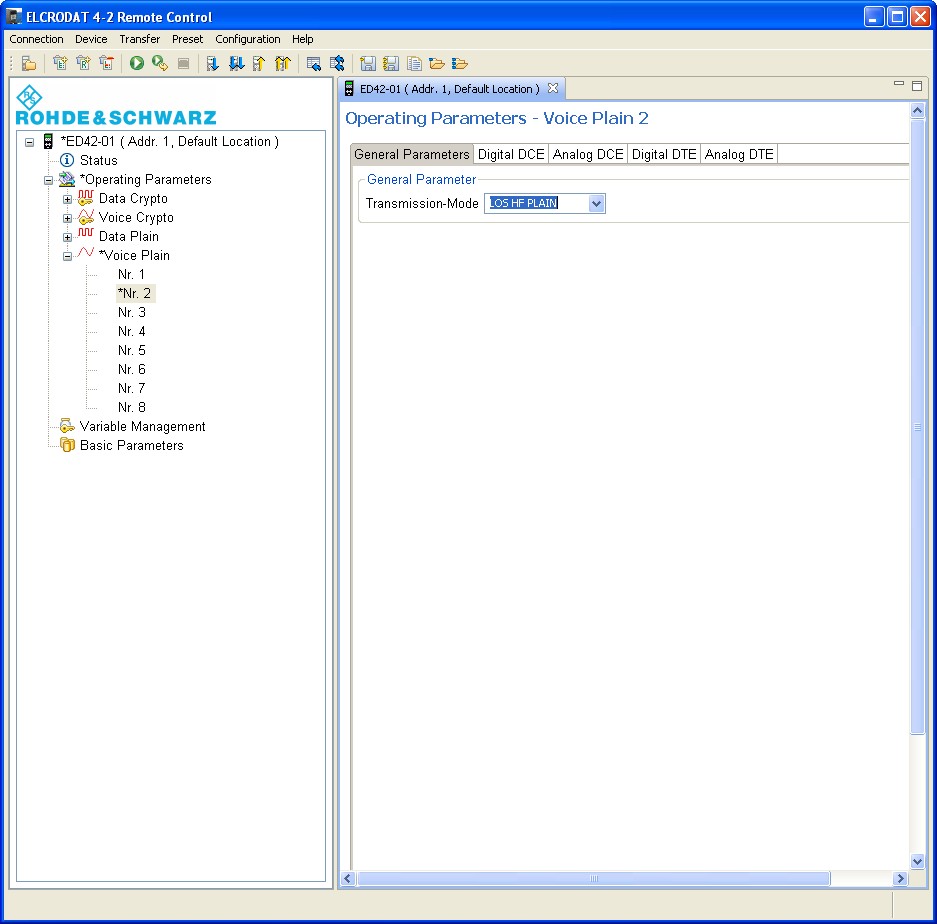 ELCRODAT 4-2 Remote Control
Connection Device Transfer Preset Configuration Help
R&S
ROHDE & SCHWARZ
*ED42-01 ( Addr. 1, Default Location )
Status
*Operating Parameters
Data Crypto
Voice Crypto
Data Plain
*Voice Plain
Nr. 1
*Nr. 2
Nr. 3
Nr. 4
Nr. 5
Nr. 6
Nr. 7
Nr. 8
Variable Management
Basic Parameters
ED42-01 ( Addr. 1, Default Location )
Operating Parameters - Voice Plain 2
General Parameters Digital DCE Analog DCE Digital DTE Analog DTE
General Parameter
Transmission-Mode LOS HF PLAIN